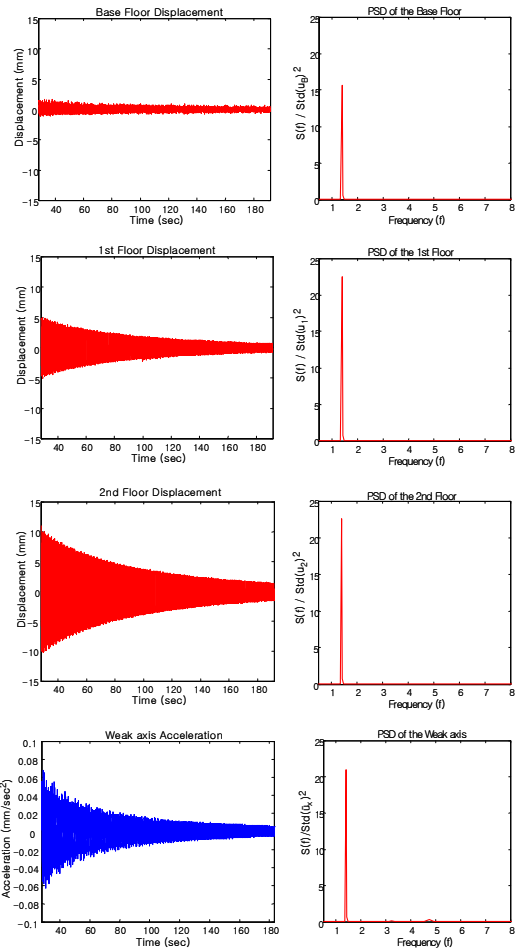 Base Floor Displacement
15
10
5
0
−5
−10
−15
Displacement (mm)
40 60 80 100 120 140 160 180
Time (sec)
PSD of the Base Floor
25
20
15
10
5
0
S(f) / Std(u_B)^2
1 2 3 4 5 6 7 8
Frequency (f)
1st Floor Displacement
15
10
5
0
−5
−10
−15
Displacement (mm)
40 60 80 100 120 140 160 180
Time (sec)
PSD of the 1st Floor
25
20
15
10
5
0
S(f) / Std(u_1)^2
1 2 3 4 5 6 7 8
Frequency (f)
2nd Floor Displacement
15
10
5
0
−5
−10
−15
Displacement (mm)
40 60 80 100 120 140 160 180
Time (sec)
PSD of the 2nd Floor
25
20
15
10
5
0
S(f) / Std(u_2)^2
1 2 3 4 5 6 7 8
Frequency (f)
Weak axis Acceleration
0.1
0.08
0.06
0.04
0.02
0
−0.02
−0.04
−0.06
−0.08
−0.1
Acceleration (mm/sec^2)
40 60 80 100 120 140 160 180
Time (sec)
PSD of the Weak axis
25
20
15
10
5
0
S(f)/Std(ü_x)^2
1 2 3 4 5 6 7 8
Frequency (f)